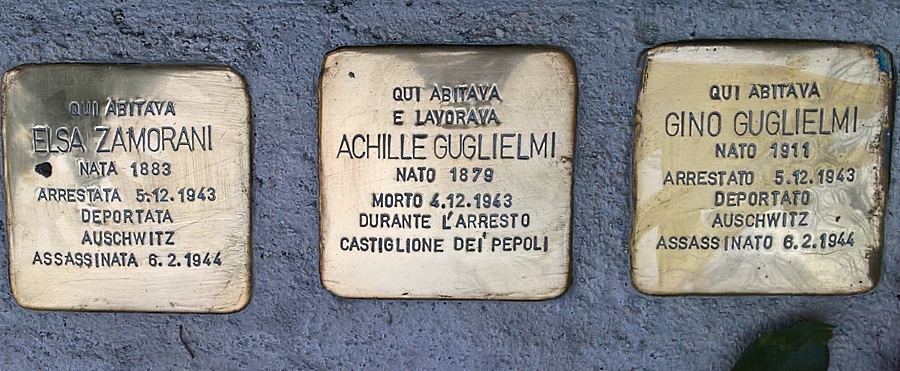 QUI ABITAVA
ELSA ZAMORANI
NATA 1883
ARRESTATA 5.12.1943
DEPORTATA
AUSCHWITZ
ASSASSINATA 6.2.1944
QUI ABITAVA
E LAVORAVA
ACHILLE GUGLIELMI
NATO 1879
MORTO 4.12.1943
DURANTE L'ARRESTO
CASTIGLIONE DEI PEPOLI
QUI ABITAVA
GINO GUGLIELMI
NATO 1911
ARRESTATO 5.12.1943
DEPORTATO
AUSCHWITZ
ASSASSINATO 6.2.1944